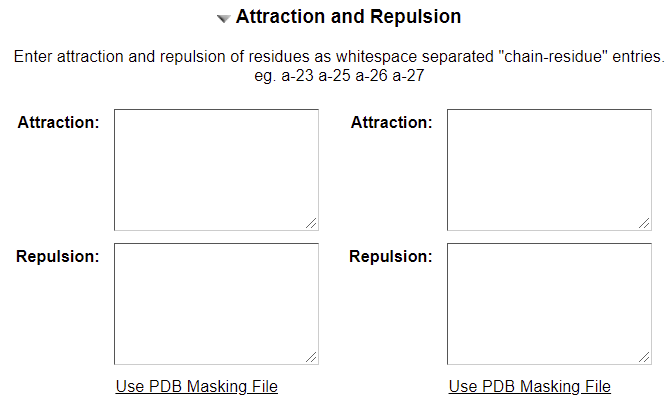 Attraction and Repulsion
Enter attraction and repulsion of residues as whitespace separated "chain-residue" entries.
eg. a-23 a-25 a-26 a-27
Attraction: Attraction:
Repulsion: Repulsion:
Use PDB Masking File Use PDB Masking File